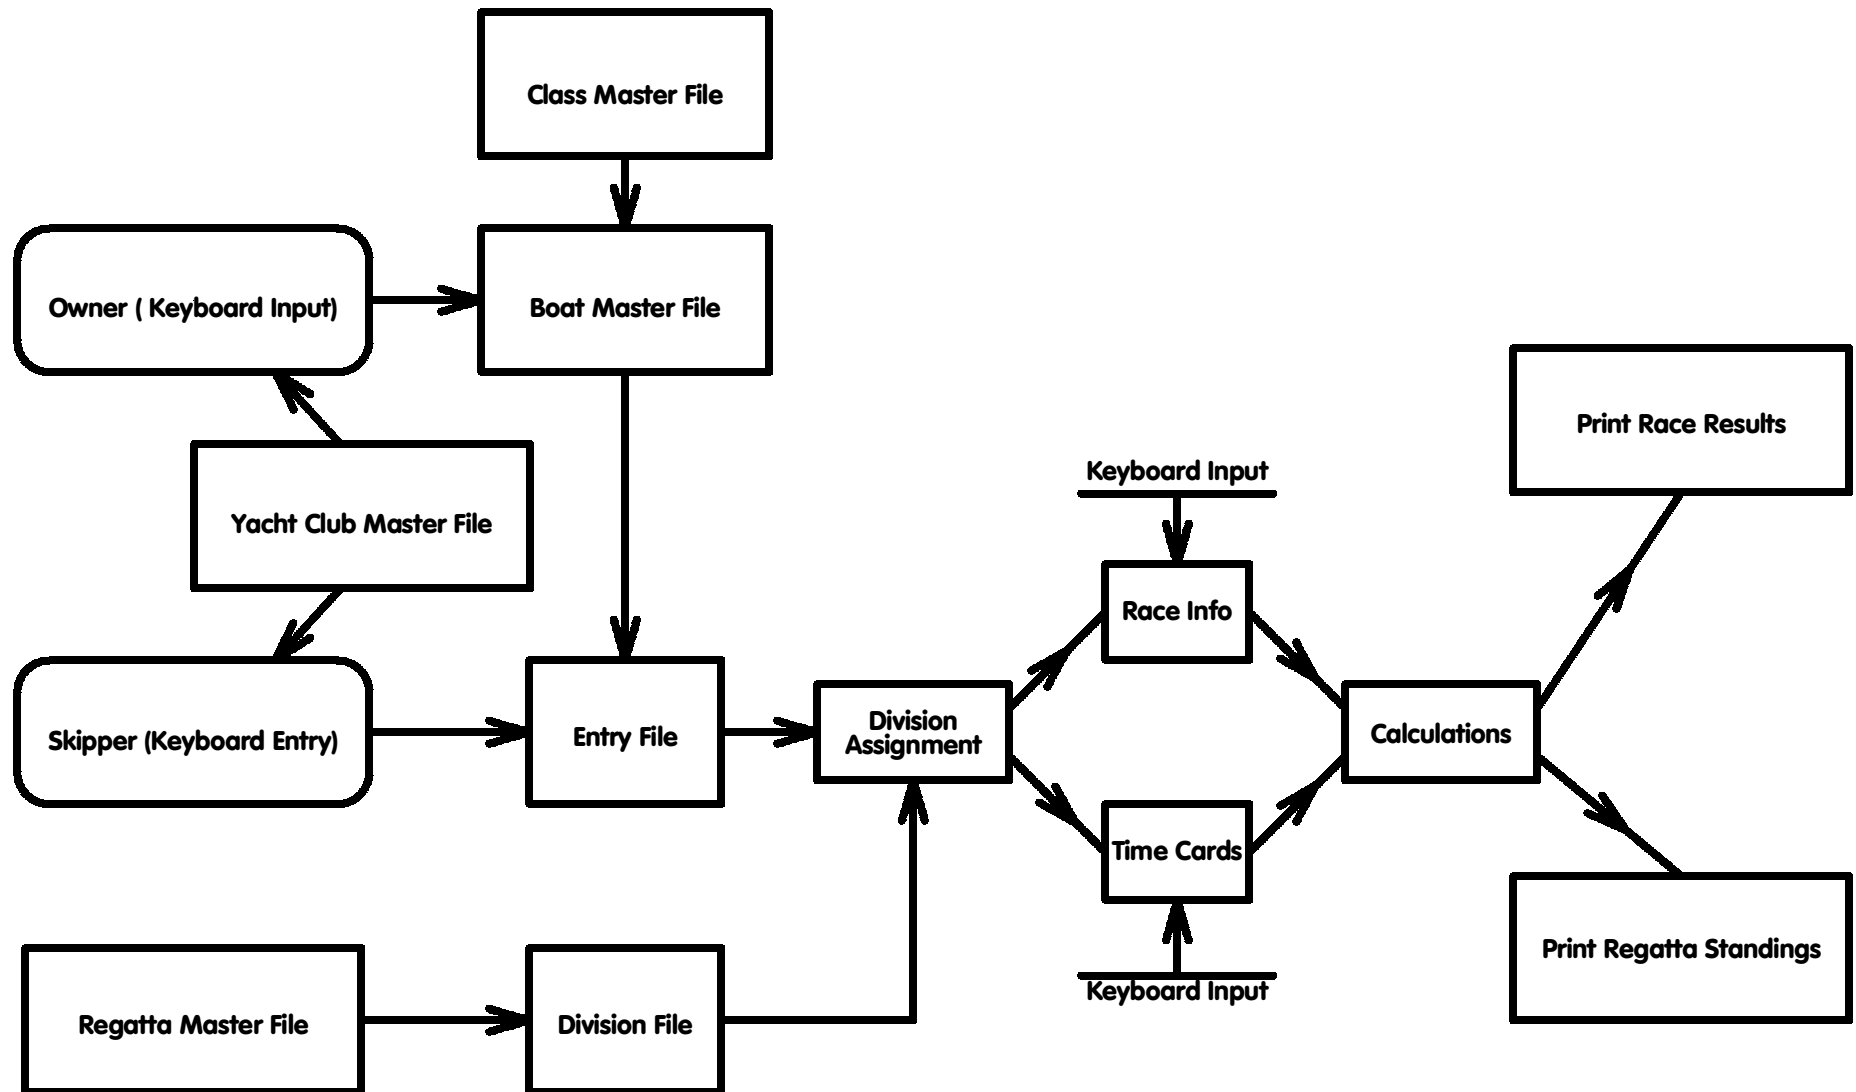 Class Master File
Owner ( Keyboard Input)
Boat Master File
Print Race Results
Keyboard Input
Yacht Club Master File
Race Info
Division
Assignment
Calculations
Skipper (Keyboard Entry)
Entry File
Time Cards
Print Regatta Standings
Keyboard Input
Regatta Master File
Division File